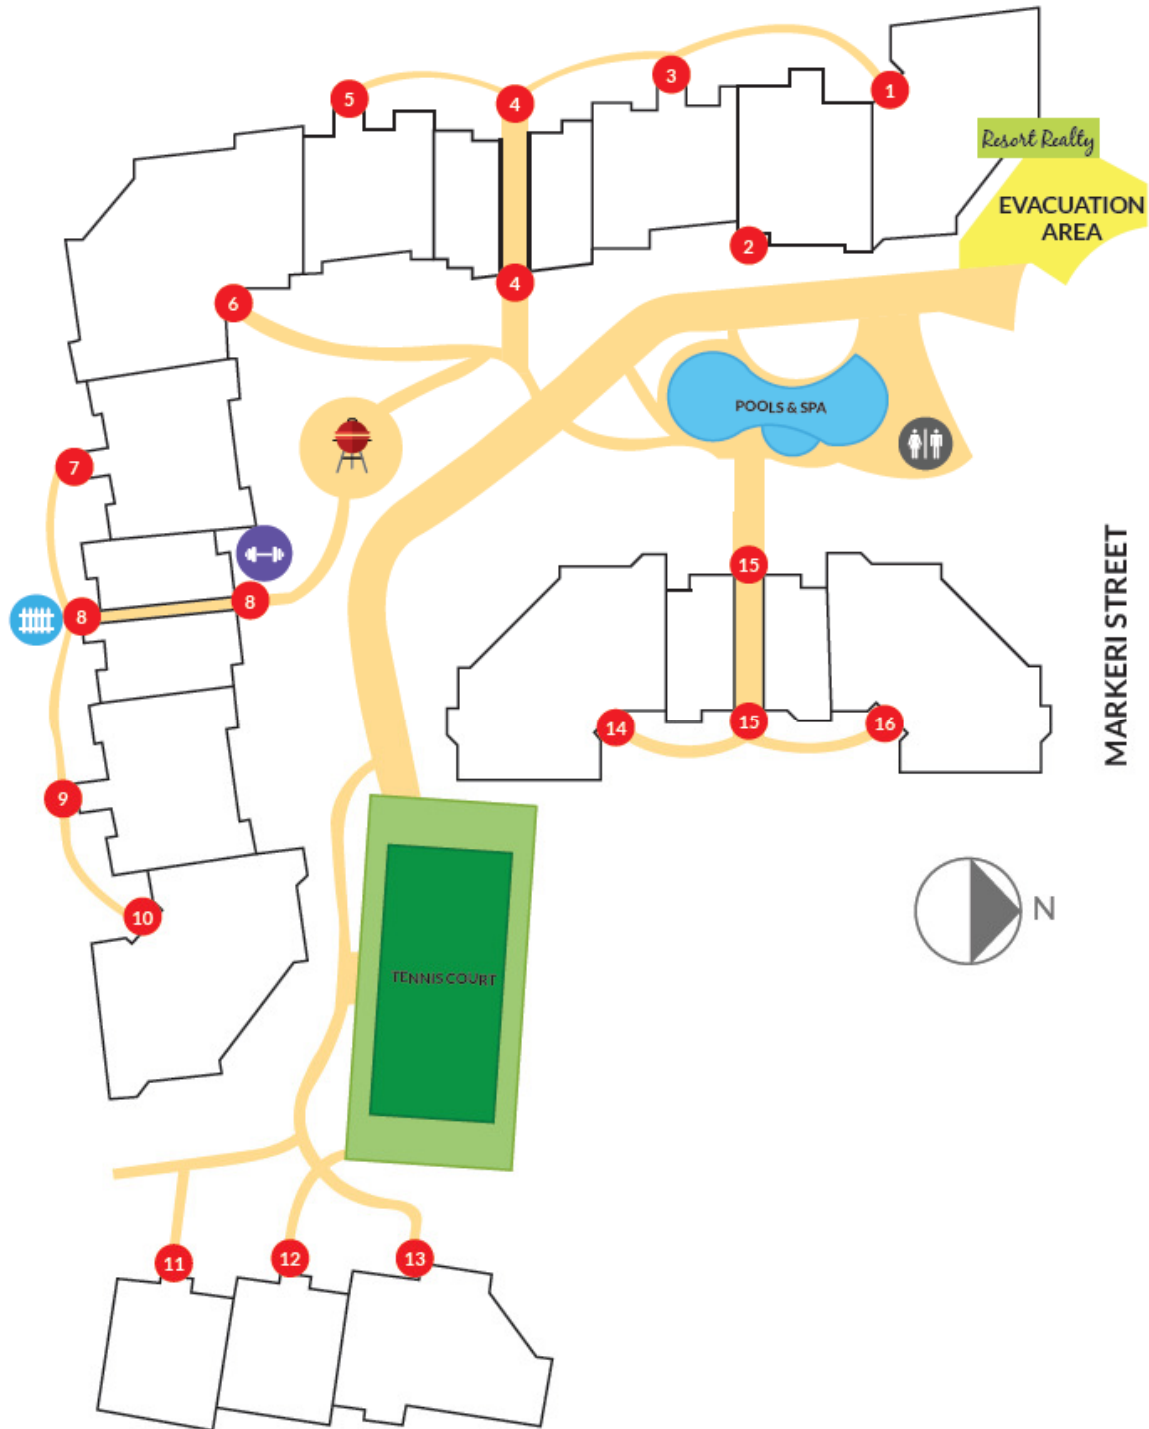 1
3
5
4
Resort Realty
EVACUATION
AREA
2
4
6
POOLS & SPA
7
8
8
15
MARKERI STREET
14
15
16
9
10
N
TENNIS COURT
11
12
13